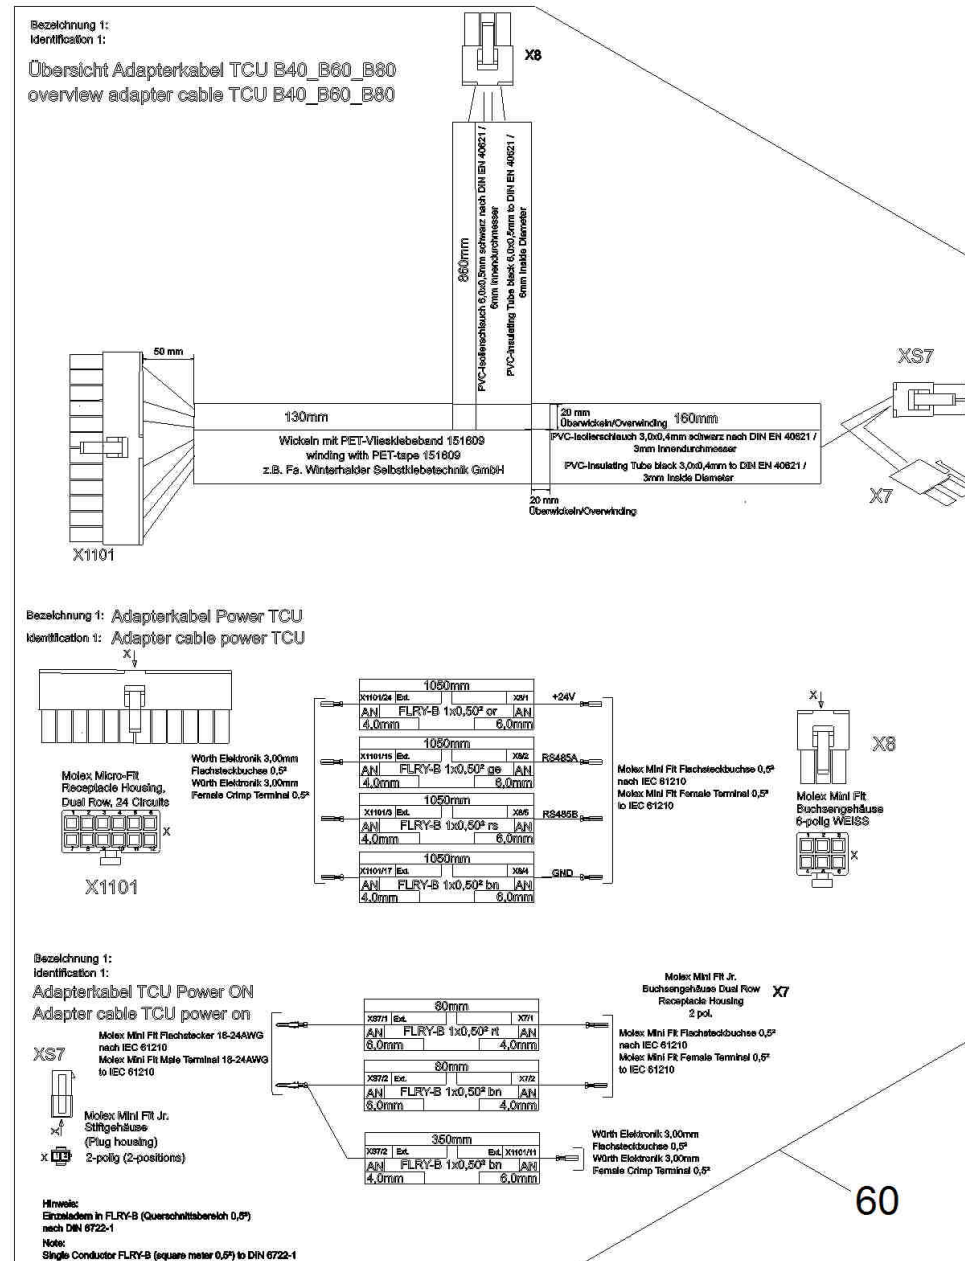 Bezeichnung 1:
Identification 1:
Übersicht Adapterkabel TCU B40_B60_B80
overview adapter cable TCU B40_B60_B80
X8
860mm
PVC-Isolierschlauch 6,0x0,5mm schwarz nach DIN EN 40621 /
6mm Innendurchmesser
PVC-Insulating Tube black 6,0x0,5mm to DIN EN 40621 /
6mm Inside Diameter
50 mm
XS7
130mm
20 mm
Überwickeln/Overwinding
160mm
Wickeln mit PET-Vliesklebeband 151609
winding with PET-tape 151609
z.B. Fa. Winterhalder Selbstklebetechnik GmbH
PVC-Isolierschlauch 3,0x0,4mm schwarz nach DIN EN 40621 /
3mm Innendurchmesser
PVC-Insulating Tube black 3,0x0,4mm to DIN EN 40621 /
3mm Inside Diameter
X7
20 mm
Überwickeln/Overwinding
X1101
Bezeichnung 1: Adapterkabel Power TCU
Identification 1: Adapter cable power TCU
X
Molex Micro-Fit
Receptacle Housing,
Dual Row, 24 Circuits
1 2 3 4 5 6
X
7 8 9 10 11 12
X1101
Würth Elektronik 3,00mm
Flachsteckbuchse 0,5²
Würth Elektronik 3,00mm
Female Crimp Terminal 0.5²
1050mm
X1101/24 Ext. X8/1 +24V
AN FLRY-B 1x0,50² or AN
4.0mm 6,0mm
1050mm
X1101/15 Ext. X8/2 RS485A
AN FLRY-B 1x0,50² ge AN
4.0mm 6,0mm
1050mm
X1101/3 Ext. X8/5 RS485B
AN FLRY-B 1x0,50² rs AN
4.0mm 6,0mm
1050mm
X1101/17 Ext. X8/4 GND
AN FLRY-B 1x0,50² bn AN
4.0mm 6,0mm
Molex Mini Fit Flachsteckbuchse 0,5²
nach IEC 61210
Molex Mini Fit Female Terminal 0,5²
to IEC 61210
X
X8
Molex Mini Fit
Buchsengehäuse
6-polig WEISS
1 2 3
X
4 5 6
Bezeichnung 1:
Identification 1:
Adapterkabel TCU Power ON
Adapter cable TCU power on
XS7
Molex Mini Fit Flachstecker 18-24AWG
nach IEC 61210
Molex Mini Fit Male Terminal 18-24AWG
to IEC 61210
X
Molex Mini Fit Jr.
Stiftgehäuse
(Plug housing)
X 2-polig (2-positions)
80mm
XS7/1 Ext. X7/1
AN FLRY-B 1x0,50² rt AN
6,0mm 4.0mm
80mm
XS7/2 Ext. X7/2
AN FLRY-B 1x0,50² bn AN
6,0mm 4.0mm
350mm
XS7/2 Ext. Ext. X1101/11
AN FLRY-B 1x0,50² bn AN
4.0mm 6,0mm
Molex Mini Fit Jr.
Buchsengehäuse Dual Row
Receptacle Housing
2 pol.
X7
Molex Mini Fit Flachsteckbuchse 0,5²
nach IEC 61210
Molex Mini Fit Female Terminal 0,5²
to IEC 61210
Würth Elektronik 3,00mm
Flachsteckbuchse 0,5²
Würth Elektronik 3,00mm
Female Crimp Terminal 0,5²
60
Hinweis:
Einzeladern in FLRY-B (Querschnittsbereich 0,5²)
nach DIN 6722-1
Note:
Single Conductor FLRY-B (square meter 0,5²) to DIN 6722-1